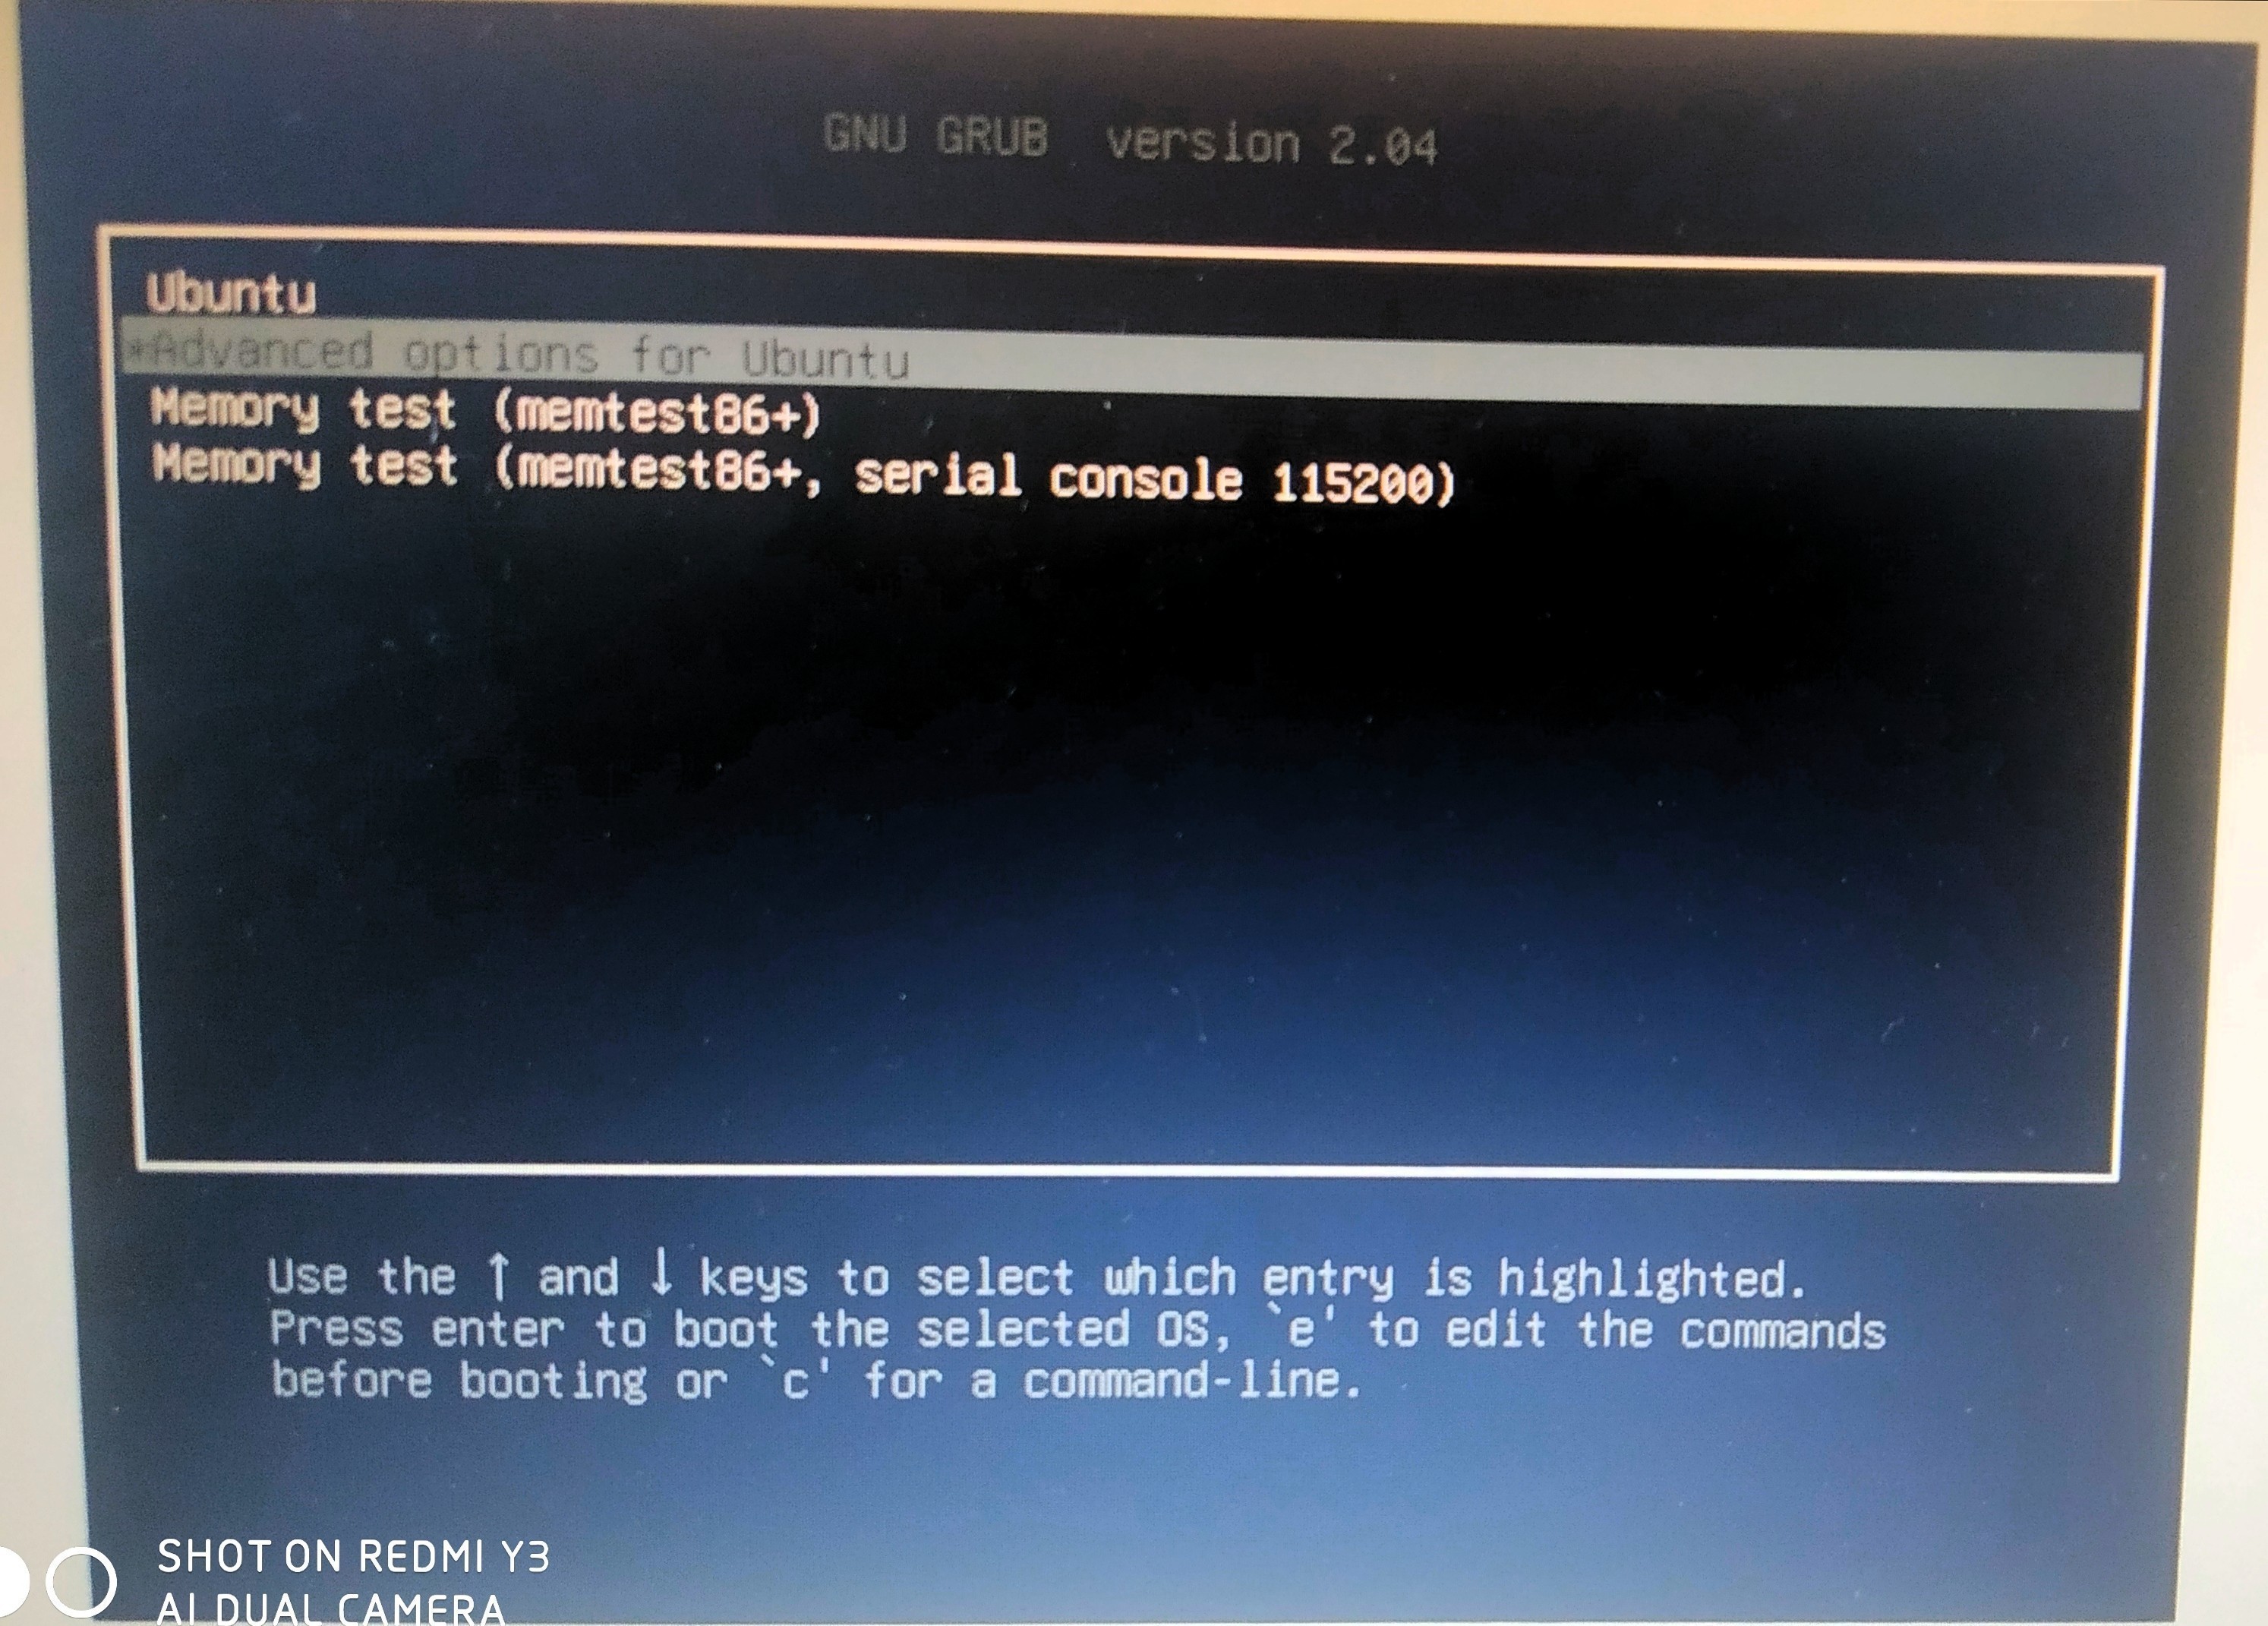 GNU GRUB version 2.04
Ubuntu
*Advanced options for Ubuntu
Memory test (memtest86+)
Memory test (memtest86+, serial console 115200)
Use the ↑ and ↓ keys to select which entry is highlighted.
Press enter to boot the selected OS, `e' to edit the commands
before booting or `c' for a command-line.
SHOT ON REDMI Y3
AI DUAL CAMERA